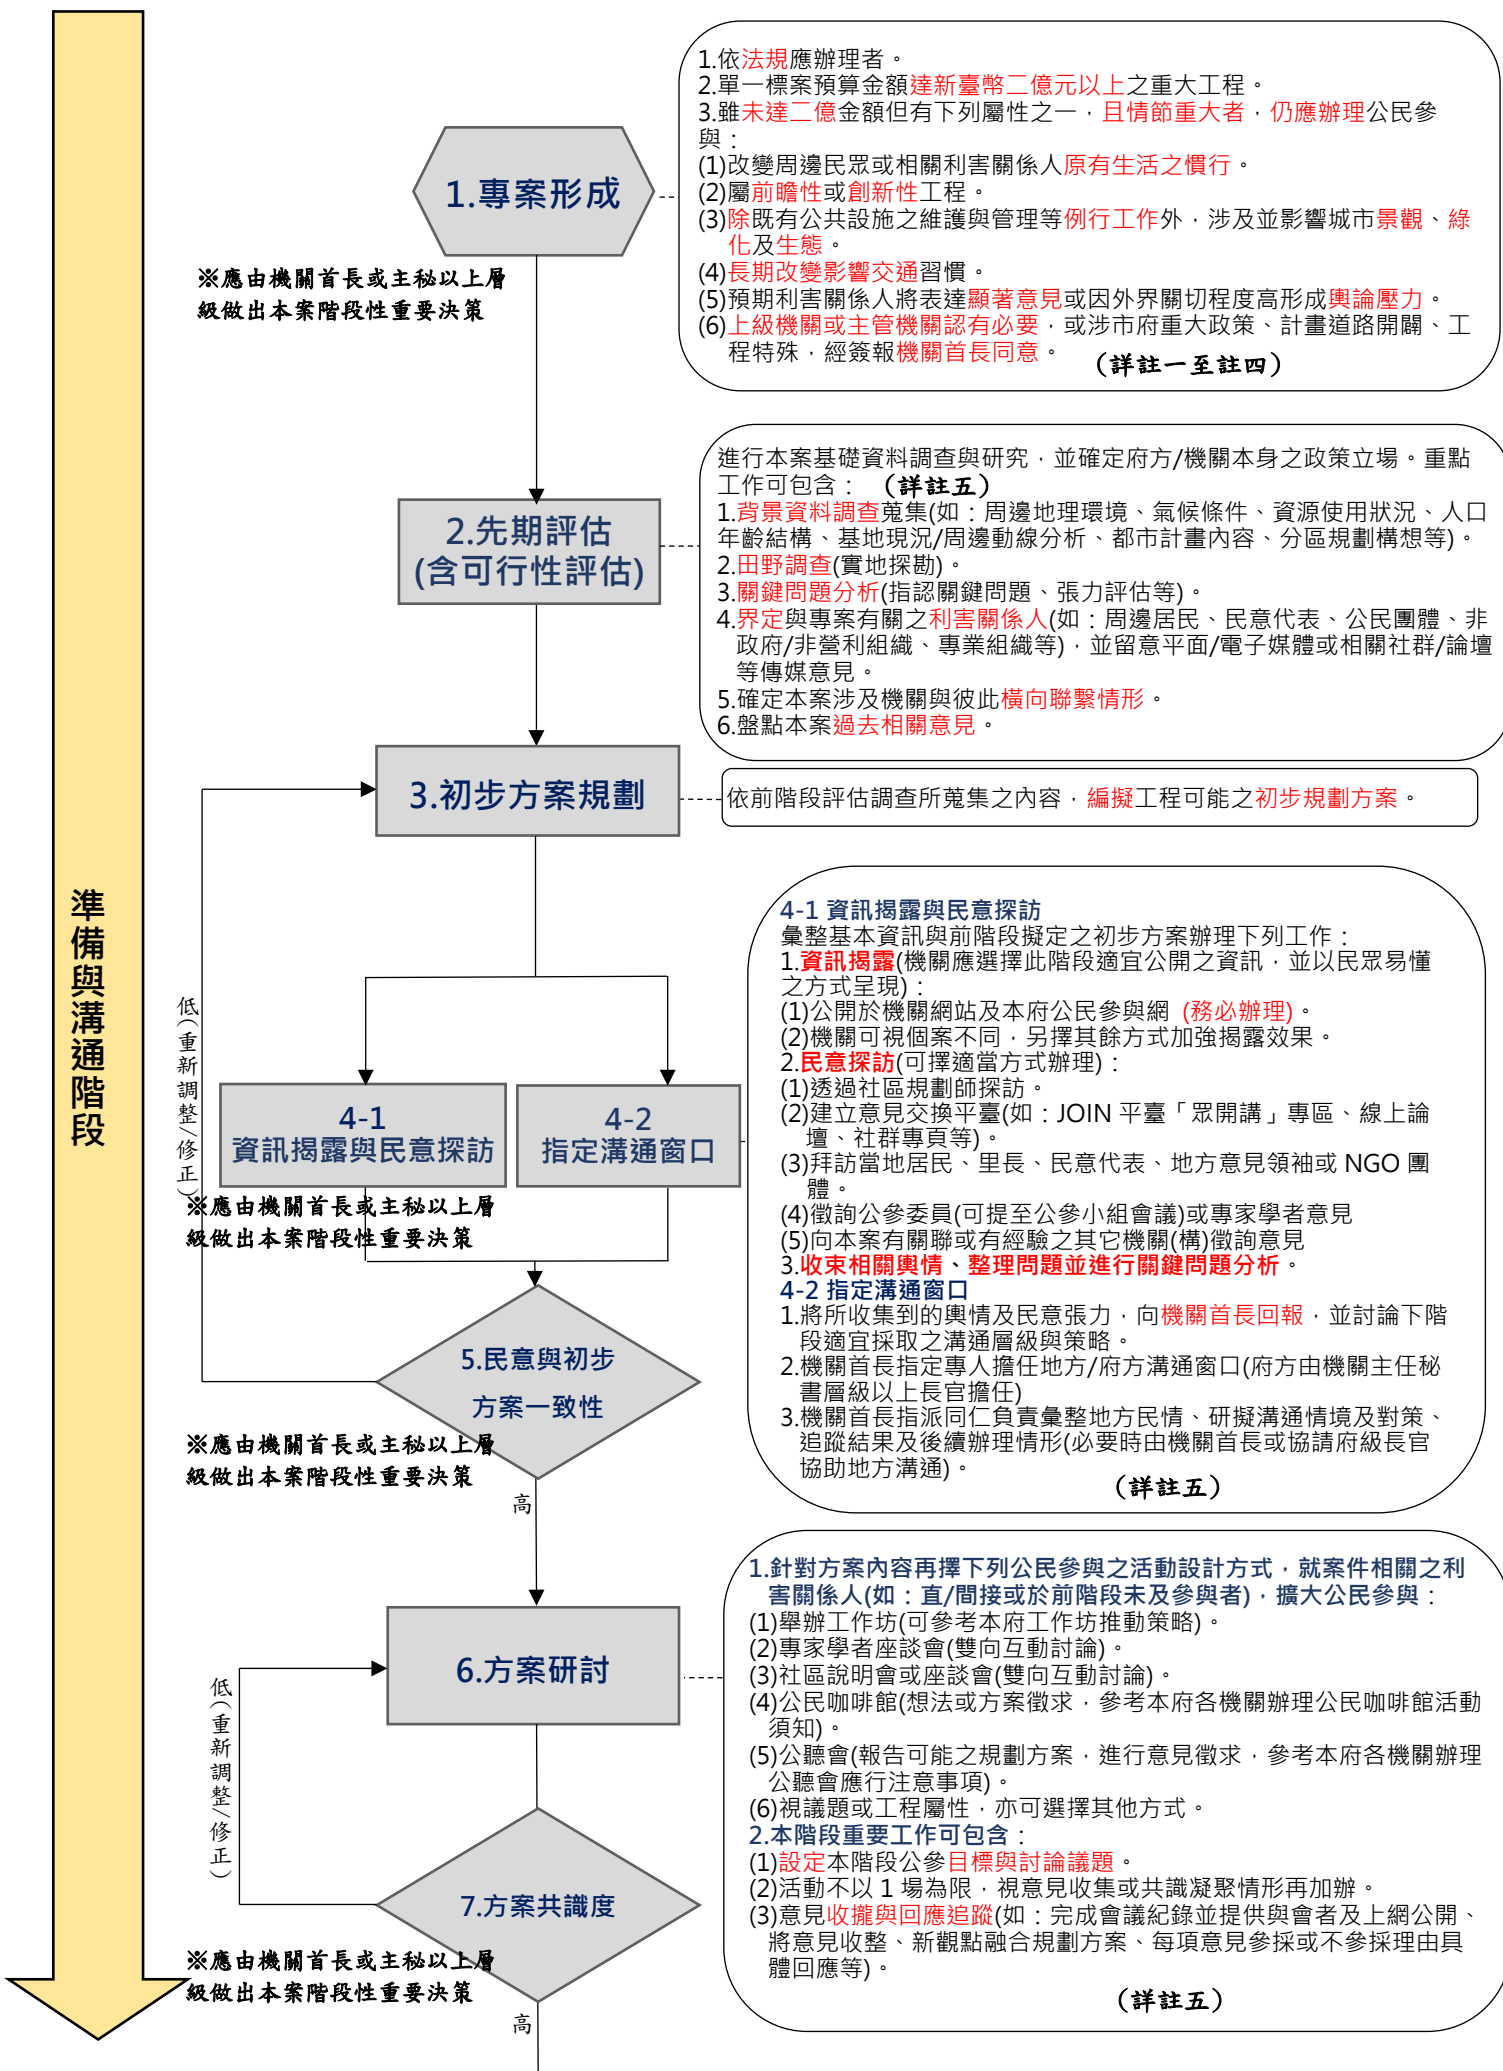 準備與溝通階段
1.專案形成
※應由機關首長或主秘以上層
級做出本案階段性重要決策
1.依法規應辦理者。
2.單一標案預算金額達新臺幣二億元以上之重大工程。
3.雖未達二億金額但有下列屬性之一，且情節重大者，仍應辦理公民參
與：
(1)改變周邊民眾或相關利害關係人原有生活之慣行。
(2)屬前瞻性或創新性工程。
(3)除既有公共設施之維護與管理等例行工作外，涉及並影響城市景觀、綠
化及生態。
(4)長期改變影響交通習慣。
(5)預期利害關係人將表達顯著意見或因外界關切程度高形成輿論壓力。
(6)上級機關或主管機關認有必要，或涉市府重大政策、計畫道路開闢、工
程特殊，經簽報機關首長同意。
（詳註一至註四）
2.先期評估
(含可行性評估)
進行本案基礎資料調查與研究，並確定府方/機關本身之政策立場。重點
工作可包含：（詳註五）
1.背景資料調查蒐集(如：周邊地理環境、氣候條件、資源使用狀況、人口
年齡結構、基地現況/周邊動線分析、都市計畫內容、分區規劃構想等)。
2.田野調查(實地探勘)。
3.關鍵問題分析(指認關鍵問題、張力評估等)。
4.界定與專案有關之利害關係人(如：周邊居民、民意代表、公民團體、非
政府/非營利組織、專業組織等)，並留意平面/電子媒體或相關社群/論壇
等傳媒意見。
5.確定本案涉及機關與彼此橫向聯繫情形。
6.盤點本案過去相關意見。
3.初步方案規劃
依前階段評估調查所蒐集之內容，編擬工程可能之初步規劃方案。
低（重新調整/修正）
4-1
資訊揭露與民意探訪
4-2
指定溝通窗口
※應由機關首長或主秘以上層
級做出本案階段性重要決策
4-1 資訊揭露與民意探訪
彙整基本資訊與前階段擬定之初步方案辦理下列工作：
1.資訊揭露(機關應選擇此階段適宜公開之資訊，並以民眾易懂
之方式呈現)：
(1)公開於機關網站及本府公民參與網 (務必辦理)。
(2)機關可視個案不同，另擇其餘方式加強揭露效果。
2.民意探訪(可擇適當方式辦理)：
(1)透過社區規劃師探訪。
(2)建立意見交換平臺(如：JOIN 平臺「眾開講」專區、線上論
壇、社群專頁等)。
(3)拜訪當地居民、里長、民意代表、地方意見領袖或 NGO 團
體。
(4)徵詢公參委員(可提至公參小組會議)或專家學者意見
(5)向本案有關聯或有經驗之其它機關(構)徵詢意見
3.收束相關輿情、整理問題並進行關鍵問題分析。
4-2 指定溝通窗口
1.將所收集到的輿情及民意張力，向機關首長回報，並討論下階
段適宜採取之溝通層級與策略。
2.機關首長指定專人擔任地方/府方溝通窗口(府方由機關主任秘
書層級以上長官擔任)
3.機關首長指派同仁負責彙整地方民情、研擬溝通情境及對策、
追蹤結果及後續辦理情形(必要時由機關首長或協請府級長官
協助地方溝通)。
（詳註五）
5.民意與初步
方案一致性
※應由機關首長或主秘以上層
級做出本案階段性重要決策
高
6.方案研討
1.針對方案內容再擇下列公民參與之活動設計方式，就案件相關之利
害關係人(如：直/間接或於前階段未及參與者)，擴大公民參與：
(1)舉辦工作坊(可參考本府工作坊推動策略)。
(2)專家學者座談會(雙向互動討論)。
(3)社區說明會或座談會(雙向互動討論)。
(4)公民咖啡館(想法或方案徵求，參考本府各機關辦理公民咖啡館活動
須知)。
(5)公聽會(報告可能之規劃方案，進行意見徵求，參考本府各機關辦理
公聽會應行注意事項)。
(6)視議題或工程屬性，亦可選擇其他方式。
2.本階段重要工作可包含：
(1)設定本階段公參目標與討論議題。
(2)活動不以 1 場為限，視意見收集或共識凝聚情形再加辦。
(3)意見收攏與回應追蹤(如：完成會議紀錄並提供與會者及上網公開、
將意見收整、新觀點融合規劃方案、每項意見參採或不參採理由具
體回應等)。
（詳註五）
低（重新調整/修正）
7.方案共識度
※應由機關首長或主秘以上層
級做出本案階段性重要決策
高